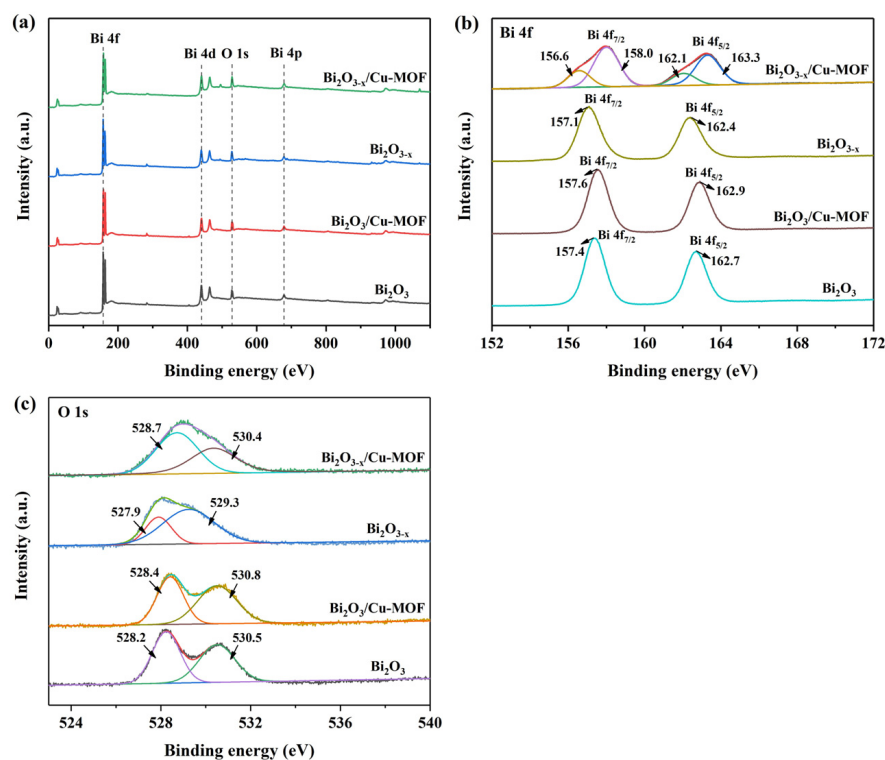 (a)
Bi 4f
Bi 4d
O 1s
Bi 4p
Bi₂O₃₋ₓ/Cu-MOF
Bi₂O₃₋ₓ
Bi₂O₃/Cu-MOF
Bi₂O₃
Intensity (a.u.)
0 200 400 600 800 1000
Binding energy (eV)
(b)
Bi 4f
Bi 4f₇/₂
Bi 4f₅/₂
156.6
158.0
162.1
163.3
Bi₂O₃₋ₓ/Cu-MOF
Bi 4f₇/₂
Bi 4f₅/₂
157.1
162.4
Bi₂O₃₋ₓ
Bi 4f₇/₂
Bi 4f₅/₂
157.6
162.9
Bi₂O₃/Cu-MOF
Bi 4f₇/₂
Bi 4f₅/₂
157.4
162.7
Bi₂O₃
Intensity (a.u.)
152 156 160 164 168 172
Binding energy (eV)
(c)
O 1s
528.7
530.4
Bi₂O₃₋ₓ/Cu-MOF
527.9
529.3
Bi₂O₃₋ₓ
528.4
530.8
Bi₂O₃/Cu-MOF
528.2
530.5
Bi₂O₃
Intensity (a.u.)
524 528 532 536 540
Binding energy (eV)